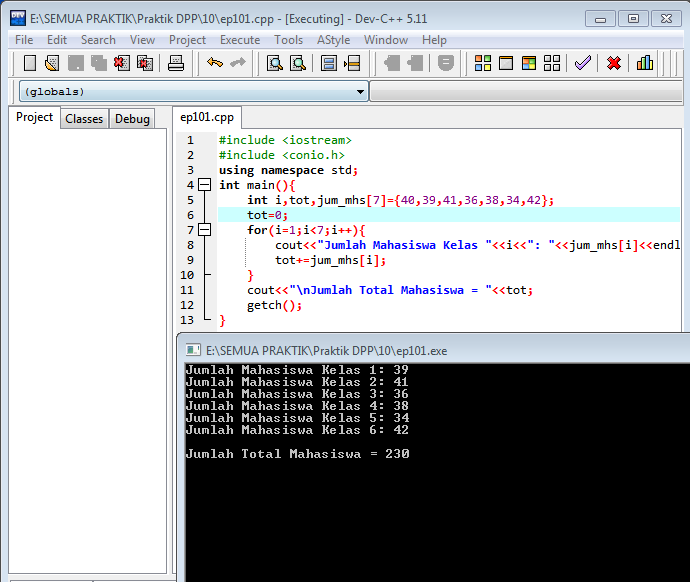 E:\SEMUA PRAKTIK\Praktik DPP\10\ep101.cpp - [Executing] - Dev-C++ 5.11
File Edit Search View Project Execute Tools AStyle Window Help
(globals)
Project Classes Debug ep101.cpp
1 #include <iostream>
2 #include <conio.h>
3 using namespace std;
4 int main(){
5 int i,tot,jum_mhs[7]={40,39,41,36,38,34,42};
6 tot=0;
7 for(i=1;i<7;i++){
8 cout<<"Jumlah Mahasiswa Kelas "<<i<<": "<<jum_mhs[i]<<endl
9 tot+=jum_mhs[i];
10 }
11 cout<<"\nJumlah Total Mahasiswa = "<<tot;
12 getch();
13 }
E:\SEMUA PRAKTIK\Praktik DPP\10\ep101.exe
Jumlah Mahasiswa Kelas 1: 39
Jumlah Mahasiswa Kelas 2: 41
Jumlah Mahasiswa Kelas 3: 36
Jumlah Mahasiswa Kelas 4: 38
Jumlah Mahasiswa Kelas 5: 34
Jumlah Mahasiswa Kelas 6: 42
Jumlah Total Mahasiswa = 230